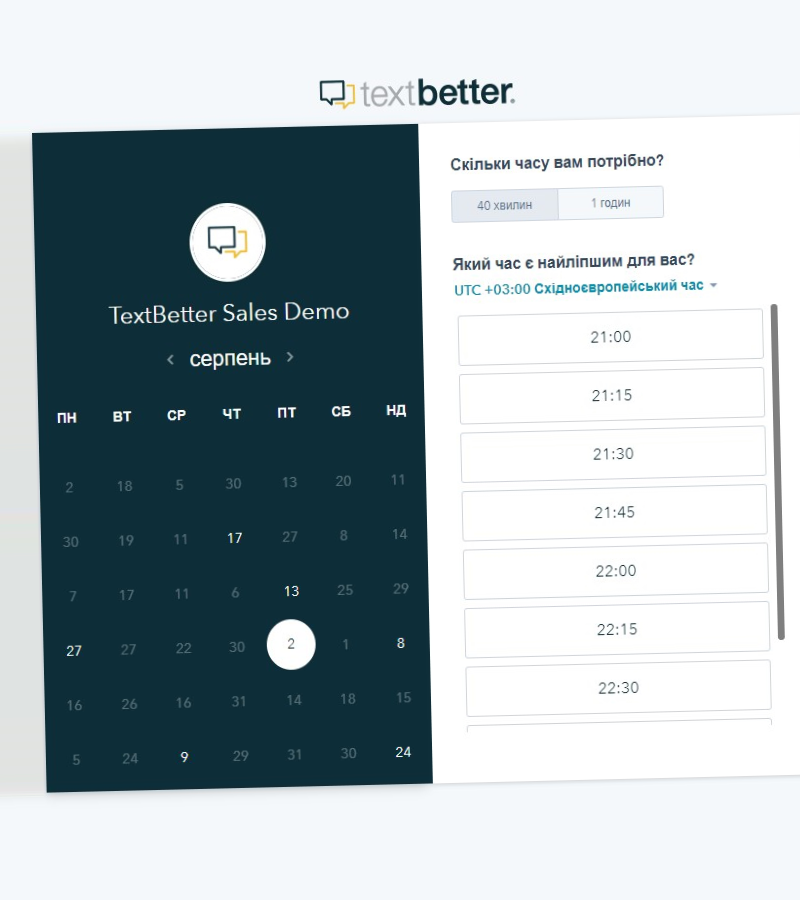 textbetter.
TextBetter Sales Demo
серпень
ПН ВТ СР ЧТ ПТ СБ НД
2 18 5 30 13 20 11
30 19 11 17 27 8 14
7 17 11 6 13 25 29
27 27 22 30 2 1 8
16 26 16 31 14 18 15
5 24 9 29 31 30 24
Скільки часу вам потрібно?
40 хвилин 1 годин
Який час є найліпшим для вас?
UTC +03:00 Східноєвропейський час
21:00
21:15
21:30
21:45
22:00
22:15
22:30